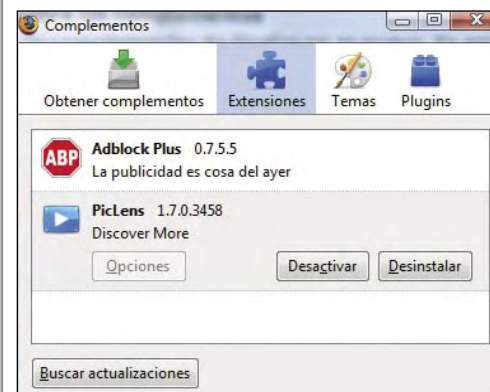 Complementos
Obtener complementos Extensiones Temas Plugins
ABP
Adblock Plus 0.7.5.5
La publicidad es cosa del ayer
PicLens 1.7.0.3458
Discover More
Opciones Desactivar Desinstalar
Buscar actualizaciones